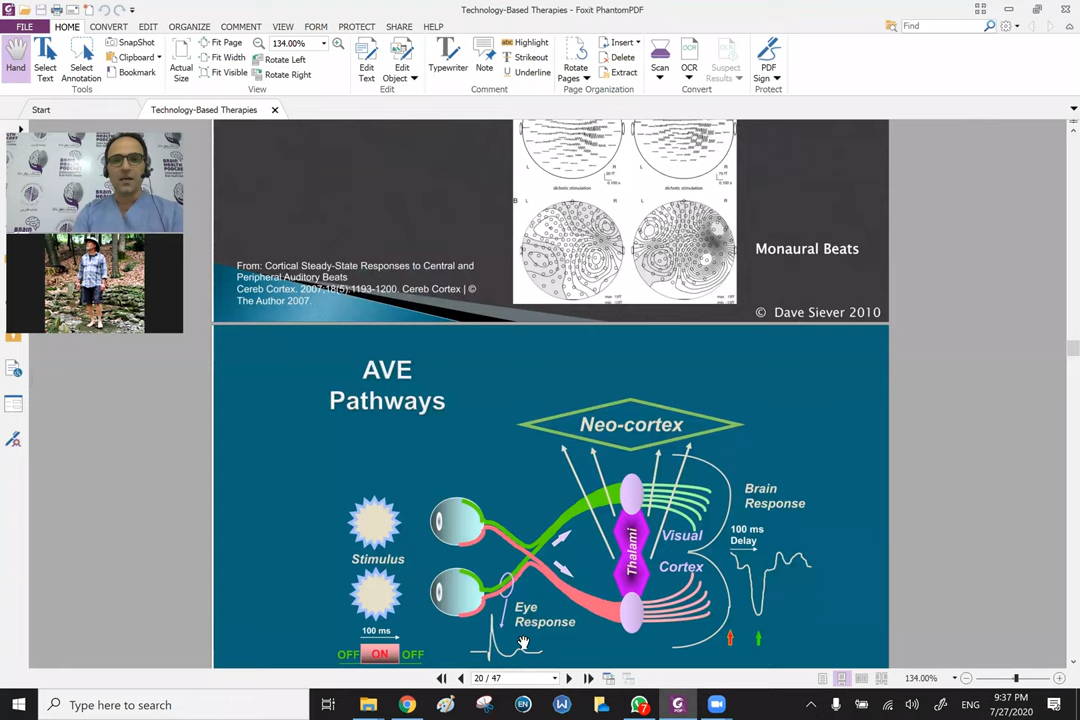 Technology-Based Therapies - Foxit PhantomPDF
FILE HOME CONVERT EDIT ORGANIZE COMMENT VIEW FORM PROTECT SHARE HELP
Find
Hand
Select Text
Select Annotation
SnapShot
Clipboard
Bookmark
Tools
Actual Size
Fit Page
Fit Width
Fit Visible
134.00%
Rotate Left
Rotate Right
View
Edit Text
Edit Object
Edit
Typewriter
Note
Highlight
Strikeout
Underline
Comment
Rotate Pages
Insert
Delete
Extract
Page Organization
Scan
OCR
Suspect Results
Convert
PDF Sign
Protect
Start
Technology-Based Therapies
BRAIN HEALTH PODCAST
L R L R
dichotic stimulation dichotic stimulation
B L R L R
Monaural Beats
From: Cortical Steady-State Responses to Central and
Peripheral Auditory Beats
Cereb Cortex. 2007;18(5):1193-1200. Cereb Cortex | ©
The Author 2007.
© Dave Siever 2010
AVE
Pathways
Neo-cortex
Stimulus
Thalami
Visual
Cortex
Brain
Response
100 ms
Delay
Eye
Response
100 ms
OFF ON OFF
20 / 47
134.00%
Type here to search
ENG
9:37 PM
7/27/2020